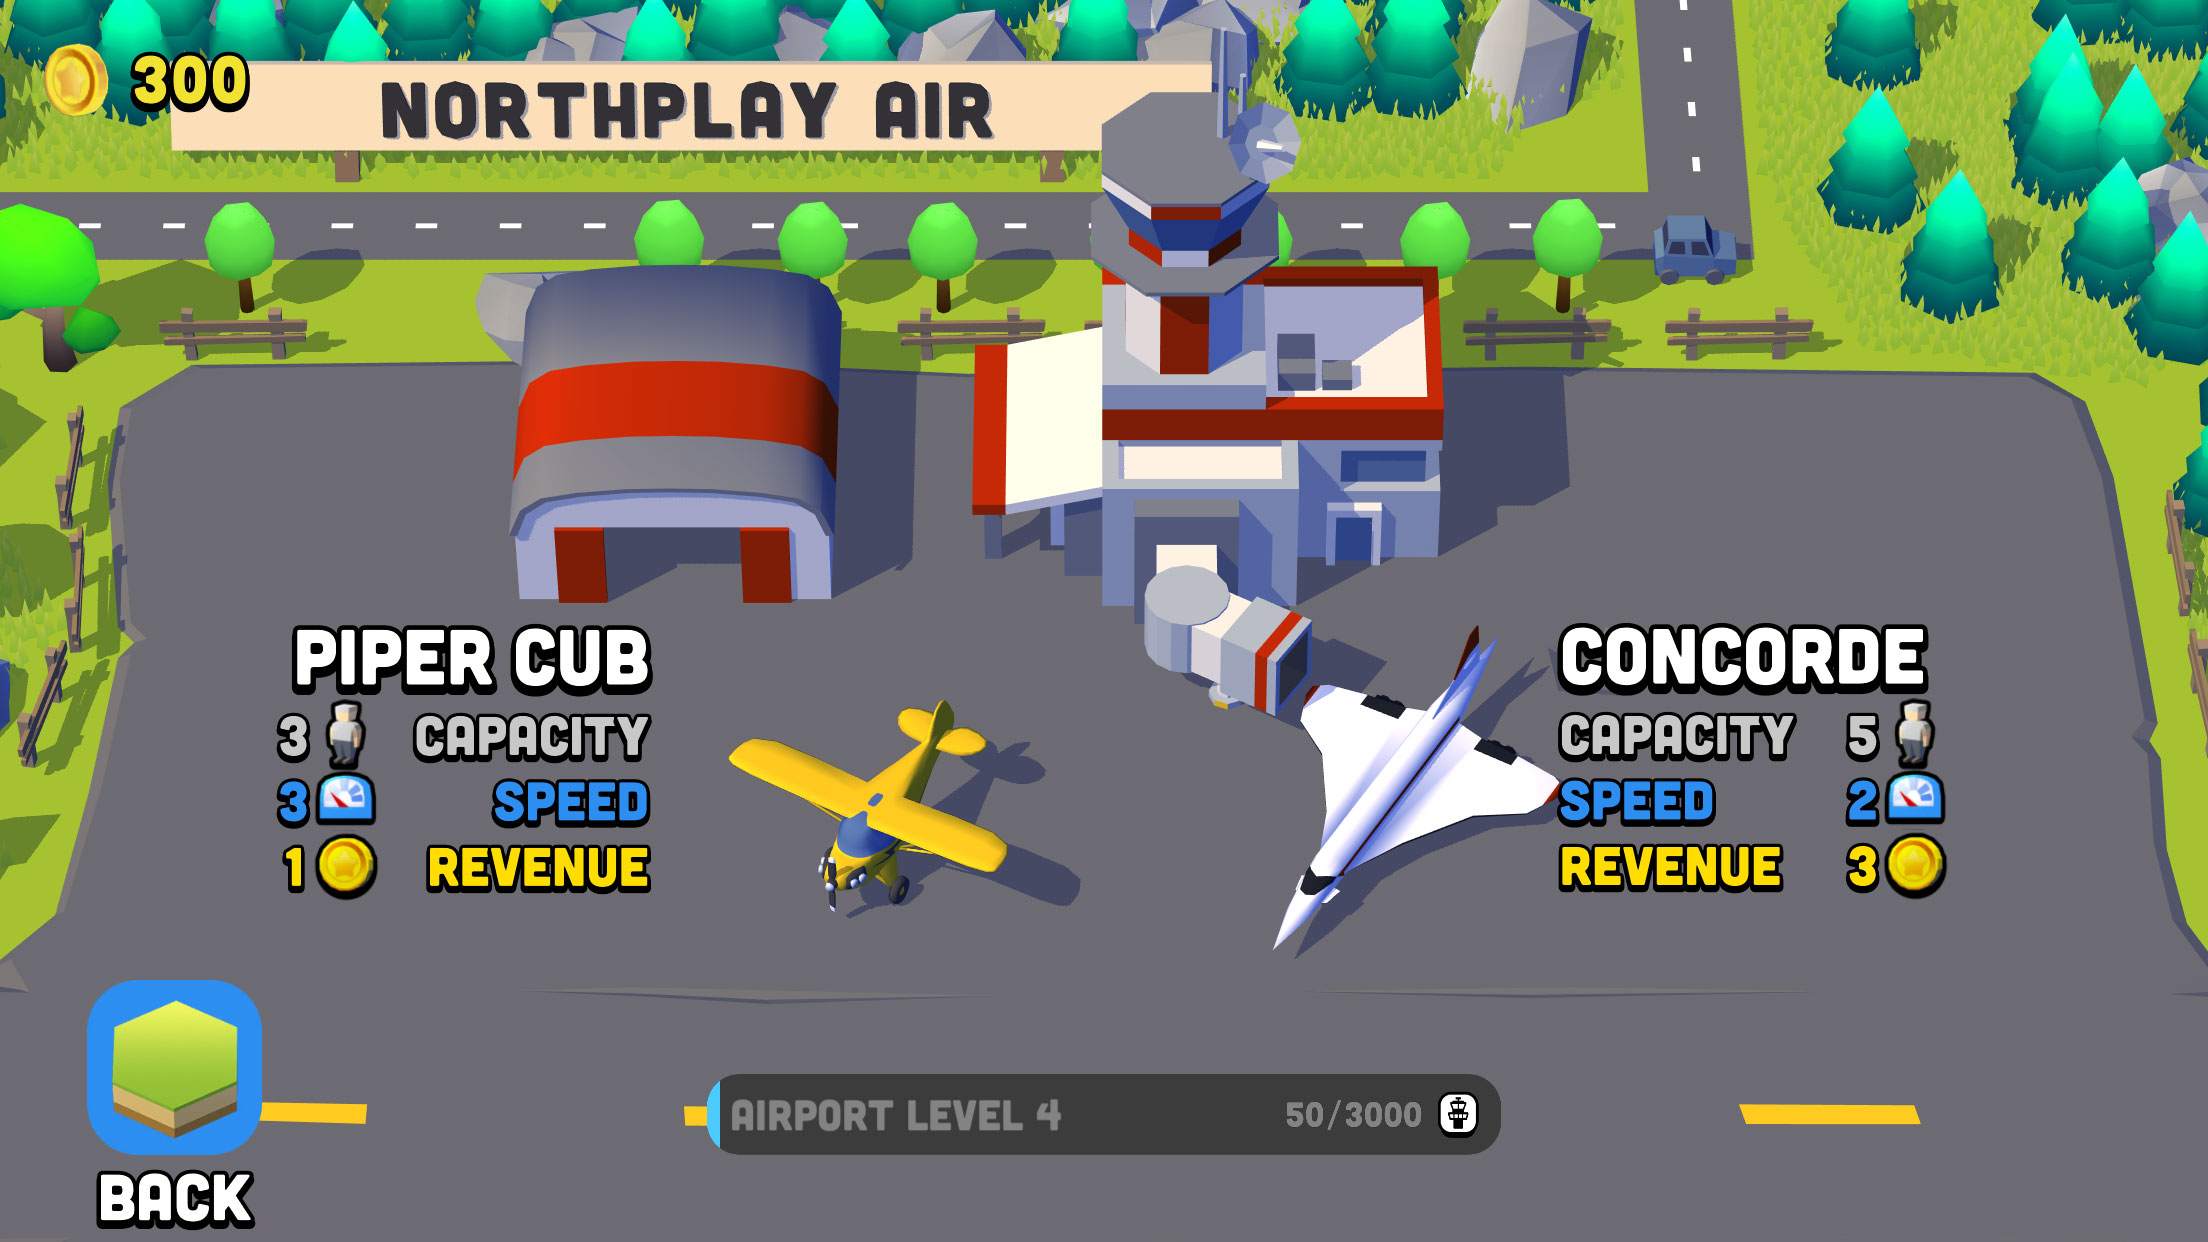 300
NORTHPLAY AIR
PIPER CUB
3 CAPACITY
3 SPEED
1 REVENUE
CONCORDE
CAPACITY 5
SPEED 2
REVENUE 3
AIRPORT LEVEL 4 50/3000
BACK